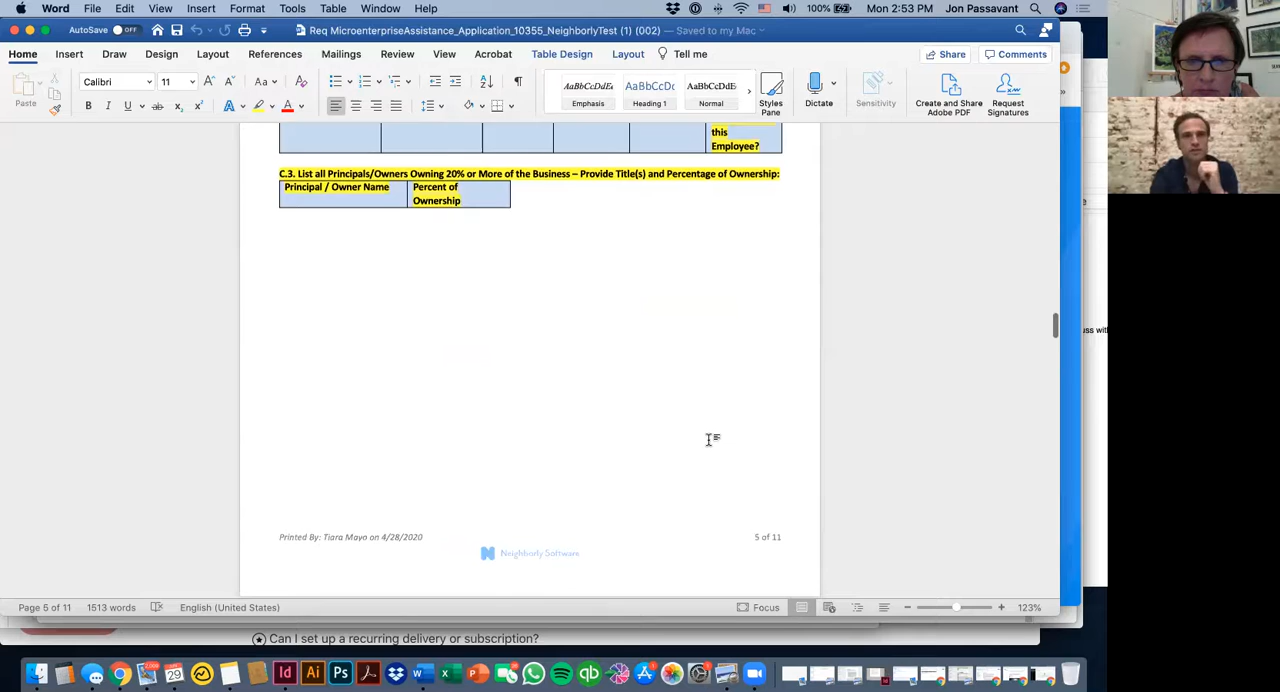 Word File Edit View Insert Format Tools Table Window Help 100% Mon 2:53 PM Jon Passavant
AutoSave OFF Req MicroenterpriseAssistance_Application_10355_NeighborlyTest (1) (002) — Saved to my Mac
Home Insert Draw Design Layout References Mailings Review View Acrobat Table Design Layout Tell me Share Comments
Paste Calibri 11 Aa AaBbCcDdEe AaBbCcDc AaBbCcDdEe
Emphasis Heading 1 Normal Styles Pane Dictate Sensitivity Create and Share Adobe PDF Request Signatures
this
Employee?
C.3. List all Principals/Owners Owning 20% or More of the Business – Provide Title(s) and Percentage of Ownership:
Principal / Owner Name Percent of
Ownership
uss with
Printed By: Tiara Mayo on 4/28/2020 5 of 11
Neighborly Software
Page 5 of 11 1513 words English (United States) Focus 123%
Can I set up a recurring delivery or subscription?